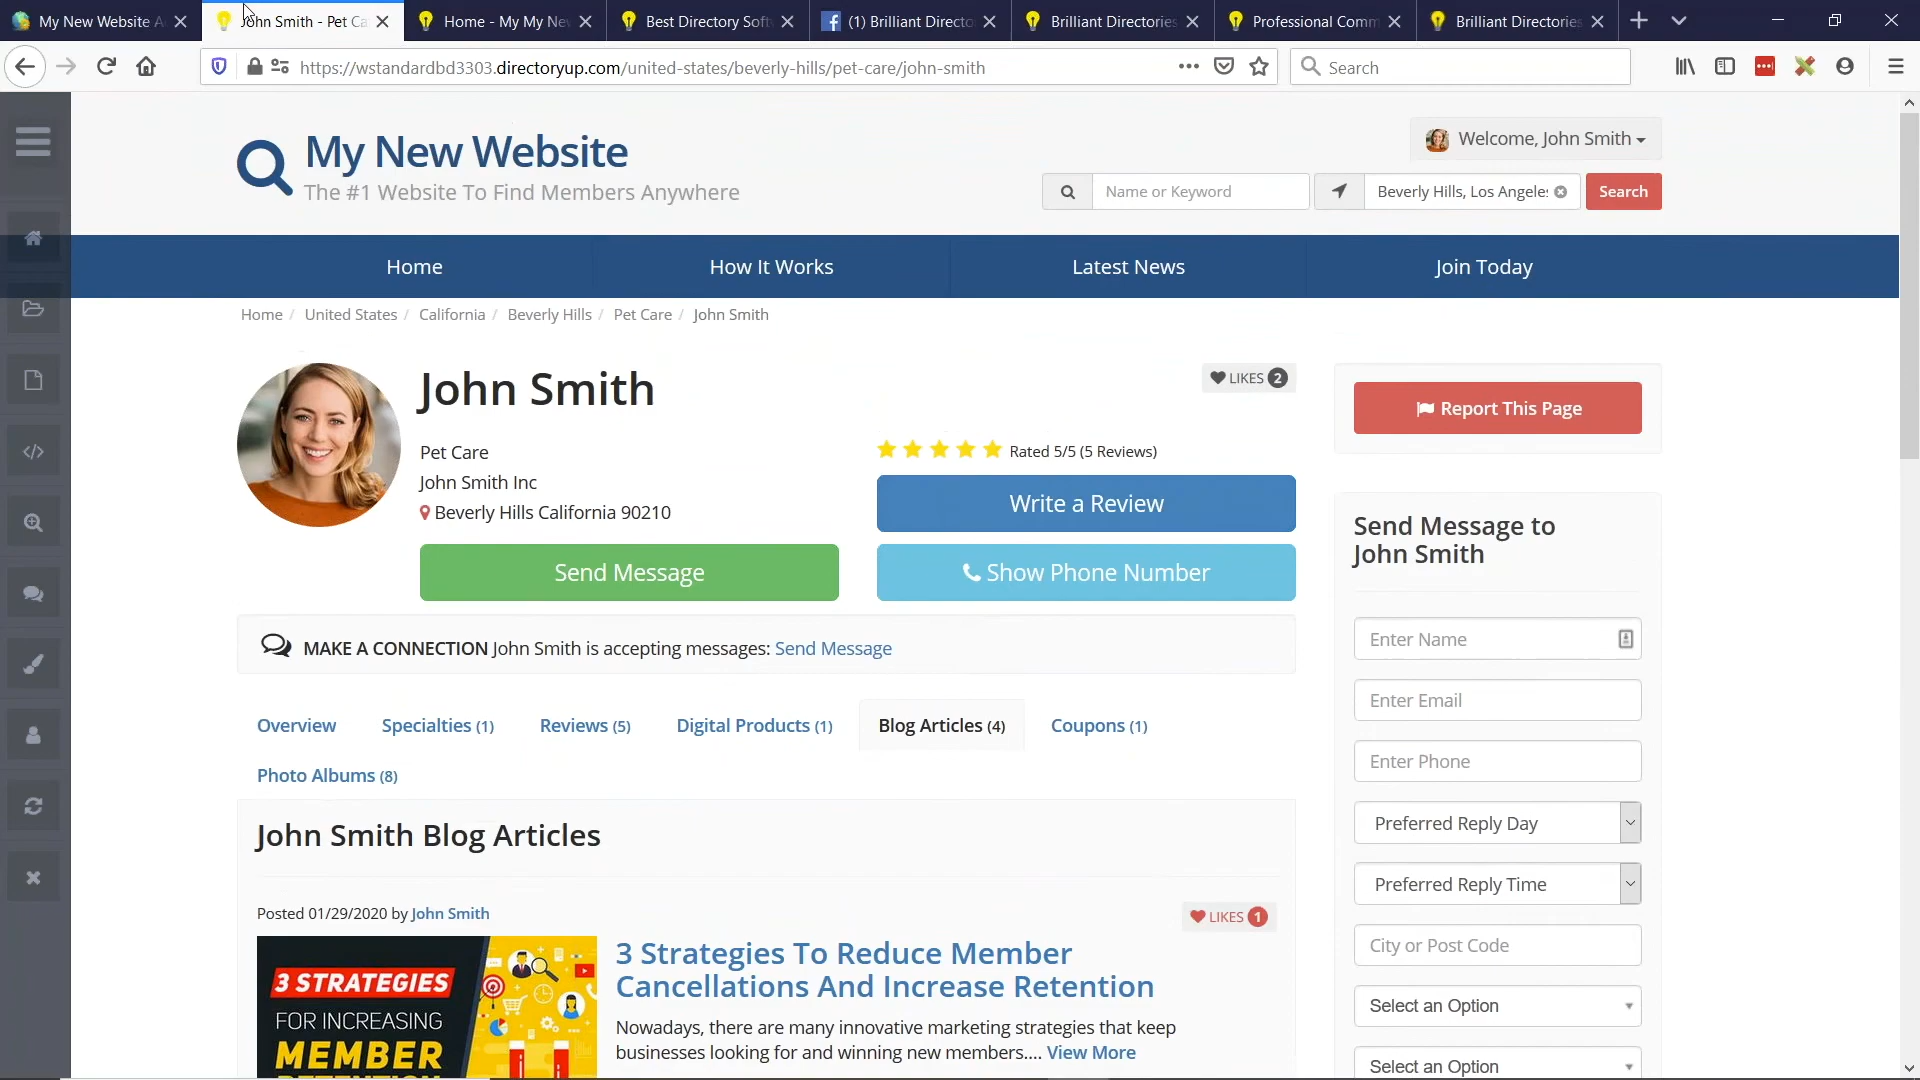 My New Website A
John Smith - Pet Ca
Home - My My Ne
Best Directory Soft
(1) Brilliant Directo
Brilliant Directories
Professional Comm
Brilliant Directories
https://wstandardbd3303.directoryup.com/united-states/beverly-hills/pet-care/john-smith
Search
My New Website
The #1 Website To Find Members Anywhere
Welcome, John Smith
Name or Keyword
Beverly Hills, Los Angeles
Search
Home
How It Works
Latest News
Join Today
Home / United States / California / Beverly Hills / Pet Care / John Smith
John Smith
LIKES 2
Pet Care
John Smith Inc
Beverly Hills California 90210
Rated 5/5 (5 Reviews)
Write a Review
Send Message
Show Phone Number
MAKE A CONNECTION John Smith is accepting messages: Send Message
Overview
Specialties (1)
Reviews (5)
Digital Products (1)
Blog Articles (4)
Coupons (1)
Photo Albums (8)
John Smith Blog Articles
Posted 01/29/2020 by John Smith
LIKES 1
3 STRATEGIES
FOR INCREASING
MEMBER
RETENTION
3 Strategies To Reduce Member
Cancellations And Increase Retention
Nowadays, there are many innovative marketing strategies that keep
businesses looking for and winning new members.... View More
Report This Page
Send Message to
John Smith
Enter Name
Enter Email
Enter Phone
Preferred Reply Day
Preferred Reply Time
City or Post Code
Select an Option
Select an Option